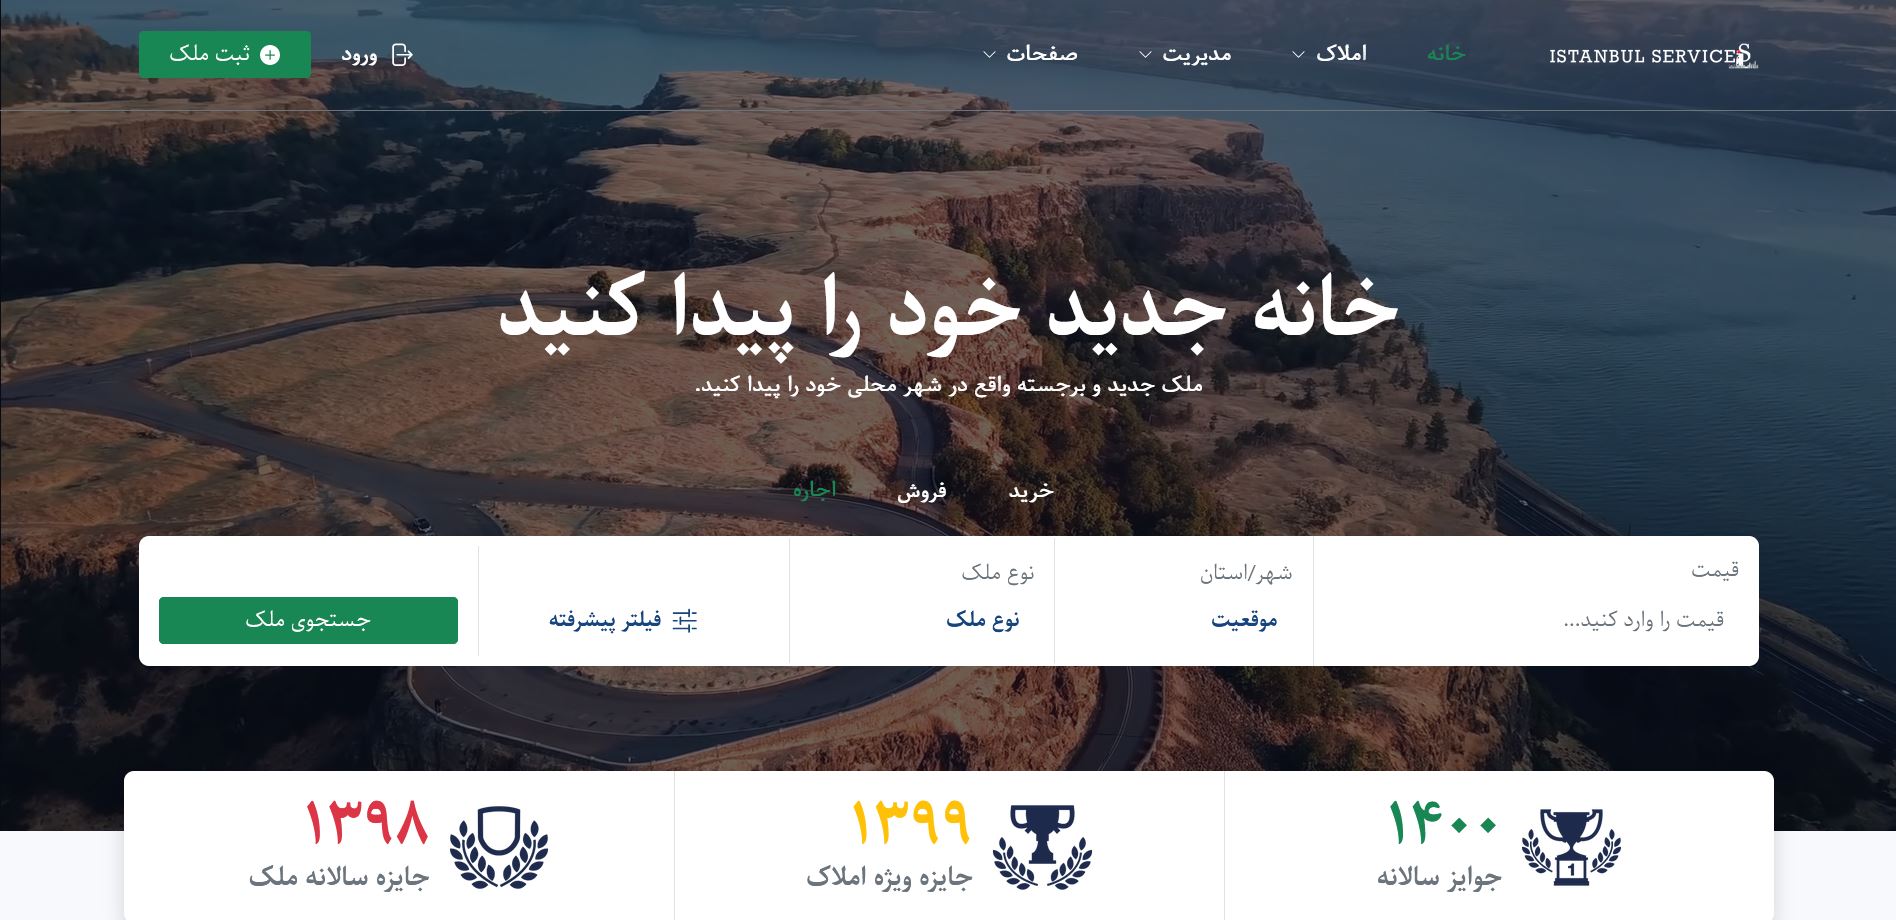 ISTANBUL SERVICES
خانه
املاک
مدیریت
صفحات
ورود
ثبت ملک
خانه جدید خود را پیدا کنید
ملک جدید و برجسته واقع در شهر محلی خود را پیدا کنید.
خرید
فروش
اجاره
قیمت
قیمت را وارد کنید...
شهر/استان
موقعیت
نوع ملک
نوع ملک
فیلتر پیشرفته
جستجوی ملک
1
۱۴۰۰
جوایز سالانه
۱۳۹۹
جایزه ویژه املاک
۱۳۹۸
جایزه سالانه ملک